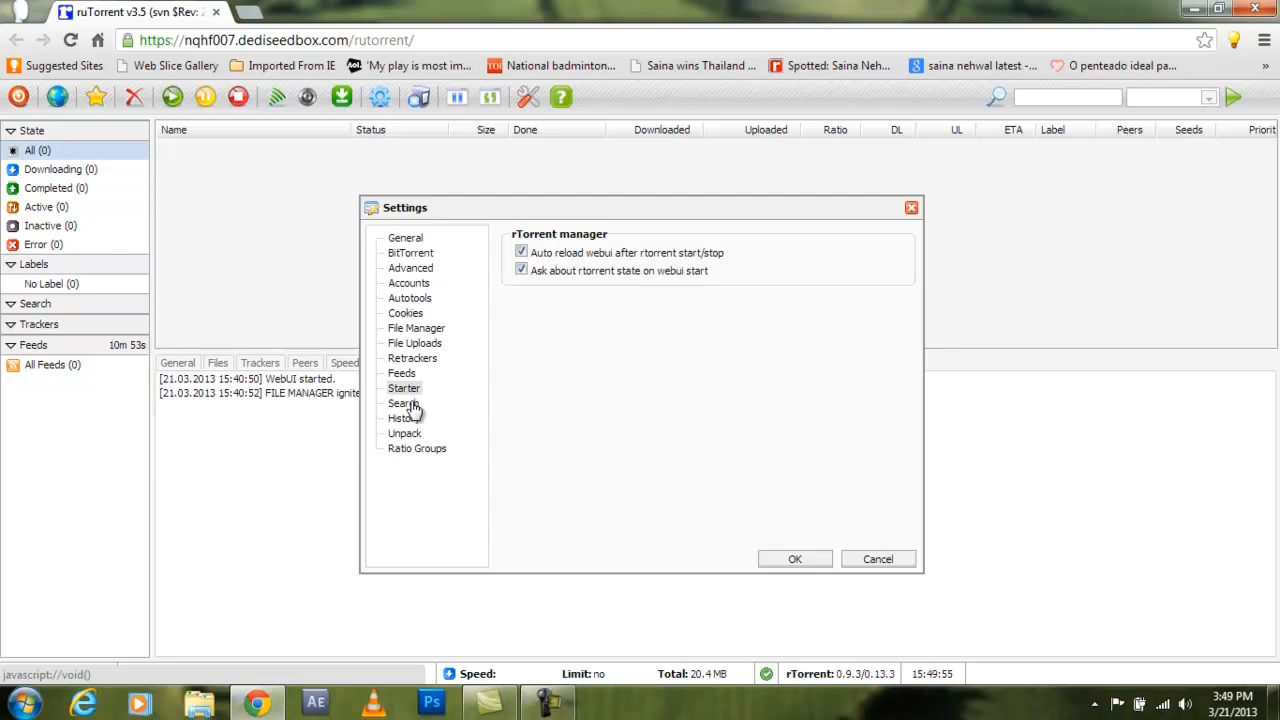 ruTorrent v3.5 (svn $Rev: 2
https://nqhf007.dediseedbox.com/rutorrent/
Suggested Sites Web Slice Gallery Imported From IE 'My play is most im... National badminton... Saina wins Thailand ... Spotted: Saina Neh... saina nehwal latest -... O penteado ideal pa... »
State
All (0)
Downloading (0)
Completed (0)
Active (0)
Inactive (0)
Error (0)
Labels
No Label (0)
Search
Trackers
Feeds 10m 53s
All Feeds (0)
Name Status Size Done Downloaded Uploaded Ratio DL UL ETA Label Peers Seeds Priorit
Settings
General
BitTorrent
Advanced
Accounts
Autotools
Cookies
File Manager
File Uploads
Retrackers
Feeds
Starter
Search
History
Unpack
Ratio Groups
rTorrent manager
Auto reload webui after rtorrent start/stop
Ask about rtorrent state on webui start
OK Cancel
General Files Trackers Peers Speed
[21.03.2013 15:40:50] WebUI started.
[21.03.2013 15:40:52] FILE MANAGER ignite
javascript://void()
Speed: Limit: no Total: 20.4 MB rTorrent: 0.9.3/0.13.3 15:49:55
Ae Ps
3:49 PM
3/21/2013